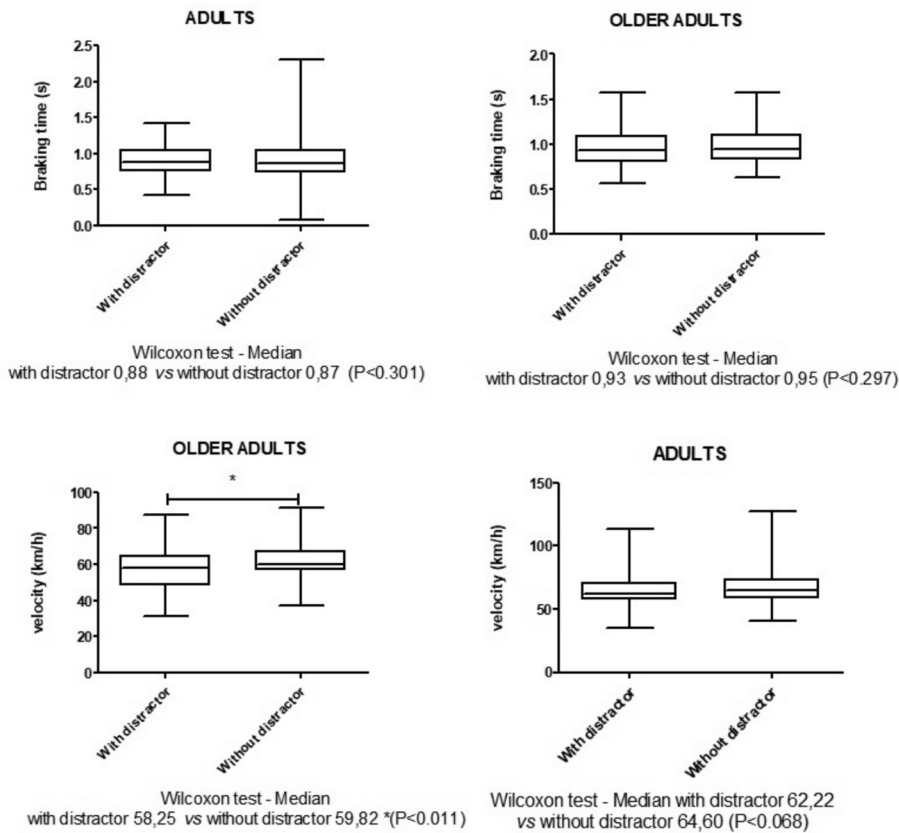 ADULTS
Braking time (s)
2.5
2.0
1.5
1.0
0.5
0.0
With distractor
Without distractor
Wilcoxon test - Median
with distractor 0,88 vs without distractor 0,87 (P<0.301)
OLDER ADULTS
Braking time (s)
2.0
1.5
1.0
0.5
0.0
With distractor
Without distractor
Wilcoxon test - Median
with distractor 0,93 vs without distractor 0,95 (P<0.297)
OLDER ADULTS
*
velocity (km/h)
100
80
60
40
20
0
With distractor
Without distractor
Wilcoxon test - Median
with distractor 58,25 vs without distractor 59,82 *(P<0.011)
ADULTS
velocity (km/h)
150
100
50
0
With distractor
Without distractor
Wilcoxon test - Median with distractor 62,22
vs without distractor 64,60 (P<0.068)